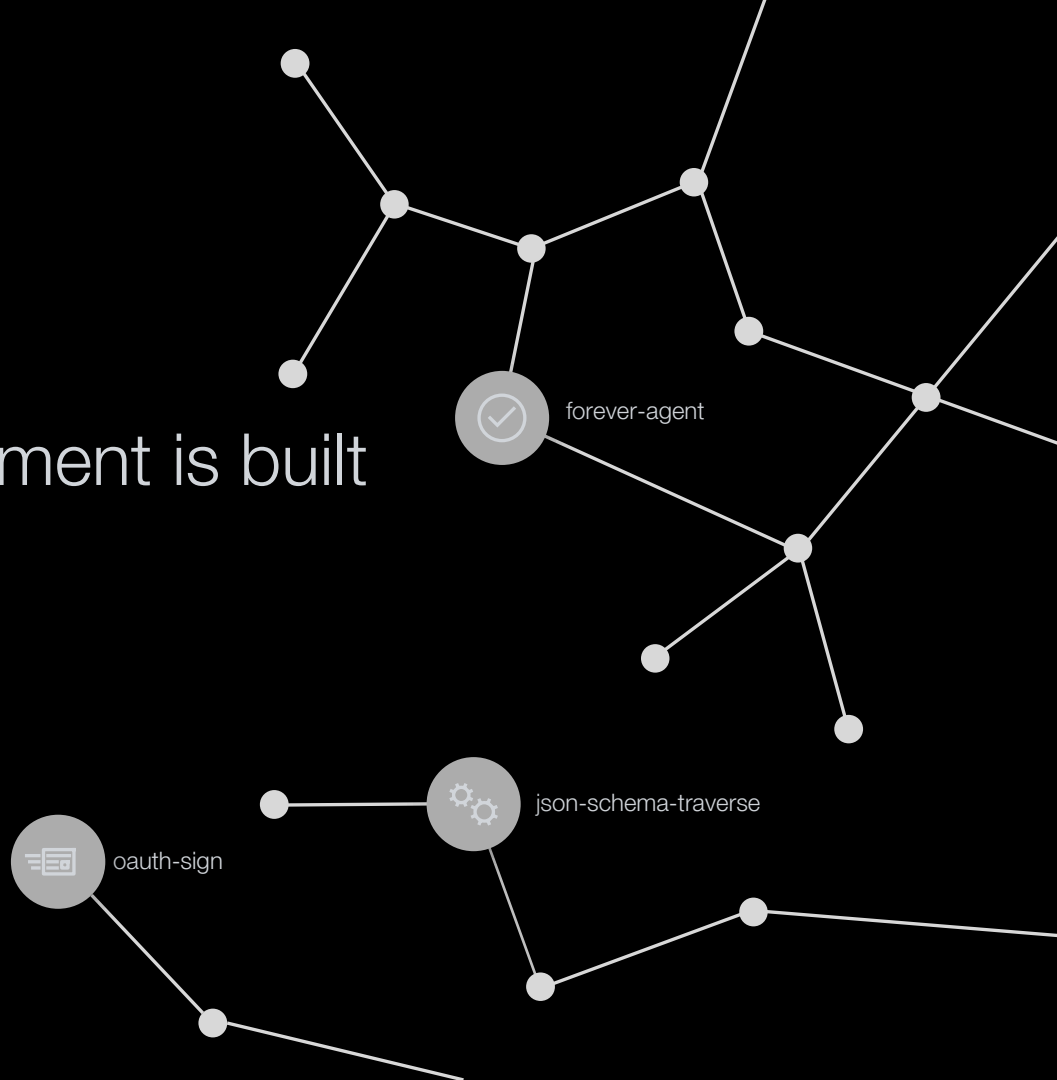 forever-agent
ment is built
json-schema-traverse
oauth-sign